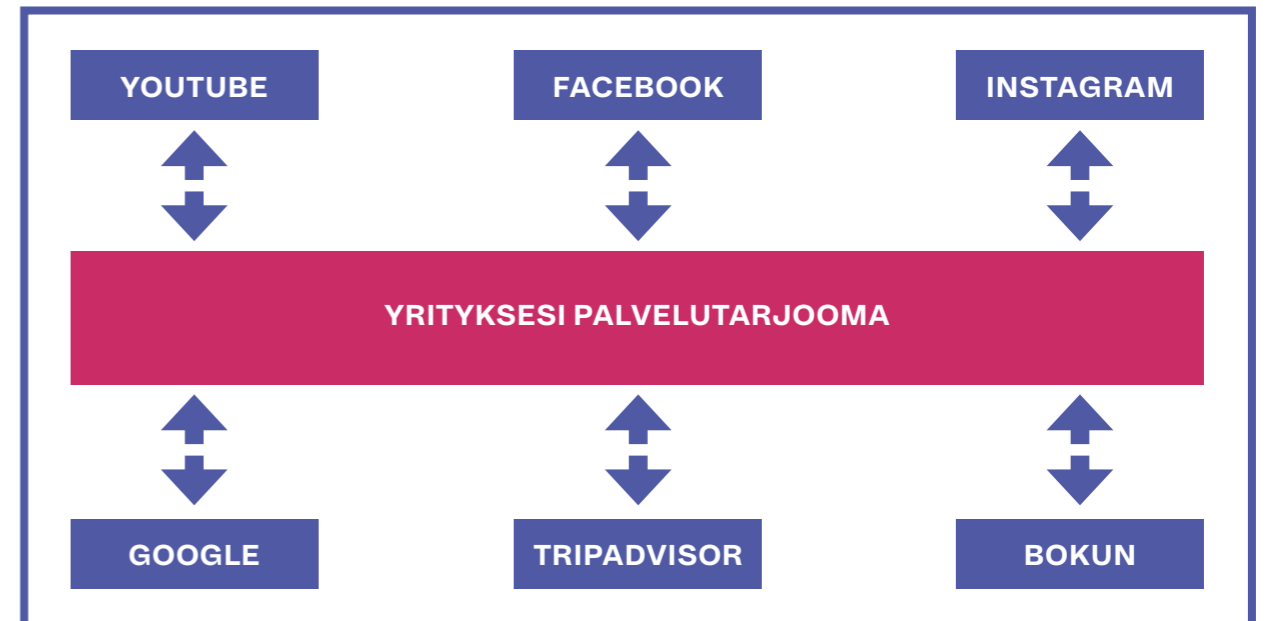 YOUTUBE
FACEBOOK
INSTAGRAM
YRITYKSESI PALVELUTARJOOMA
GOOGLE
TRIPADVISOR
BOKUN